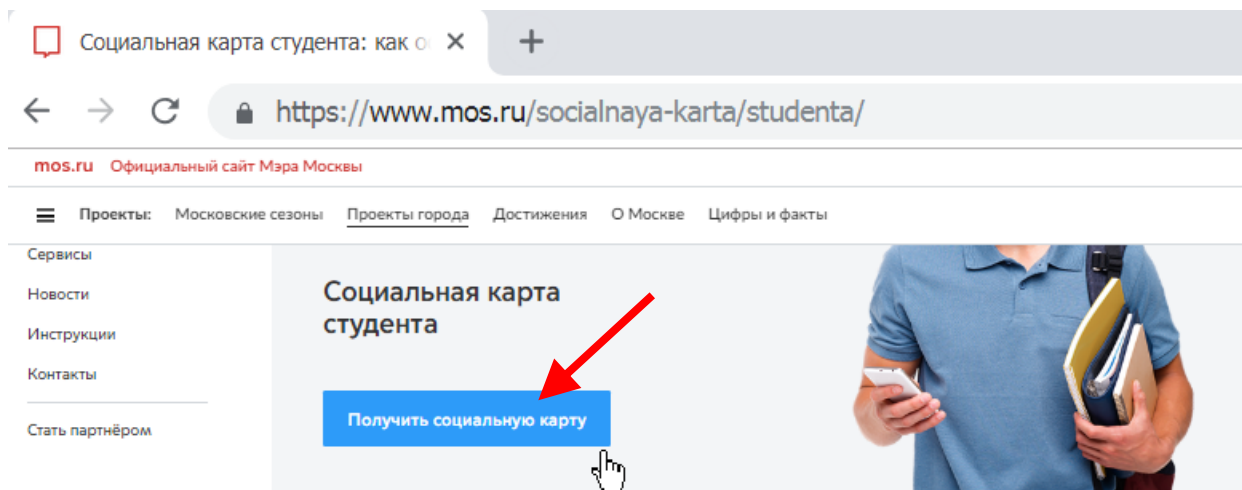 Социальная карта студента: как о
https://www.mos.ru/socialnaya-karta/studenta/
mos.ru Официальный сайт Мэра Москвы
Проекты: Московские сезоны Проекты города Достижения О Москве Цифры и факты
Сервисы
Новости
Инструкции
Контакты
Стать партнёром
Социальная карта
студента
Получить социальную карту